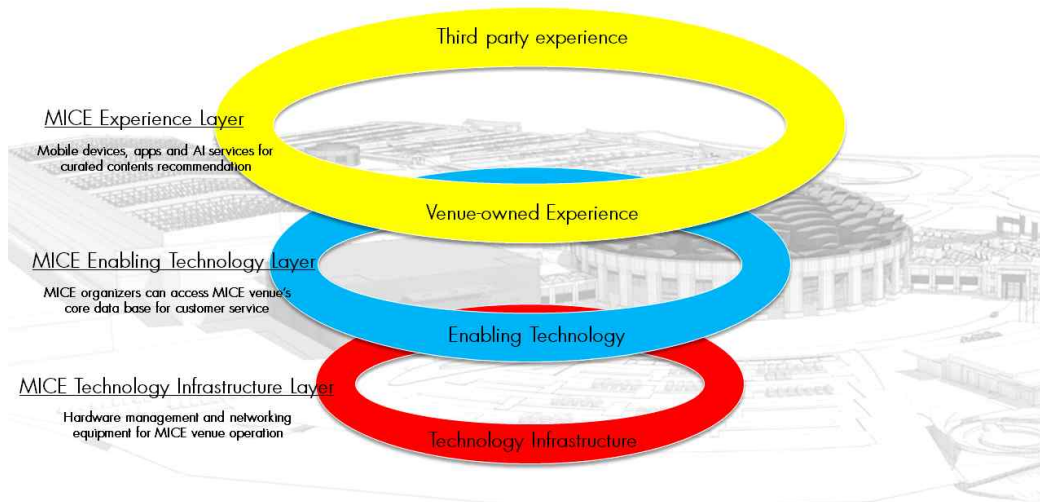 Third party experience
MICE Experience Layer
Mobile devices, apps and AI services for
curated contents recommendation
Venue-owned Experience
MICE Enabling Technology Layer
MICE organizers can access MICE venue's
core data base for customer service
Enabling Technology
MICE Technology Infrastructure Layer
Hardware management and networking
equipment for MICE venue operation
Technology Infrastructure